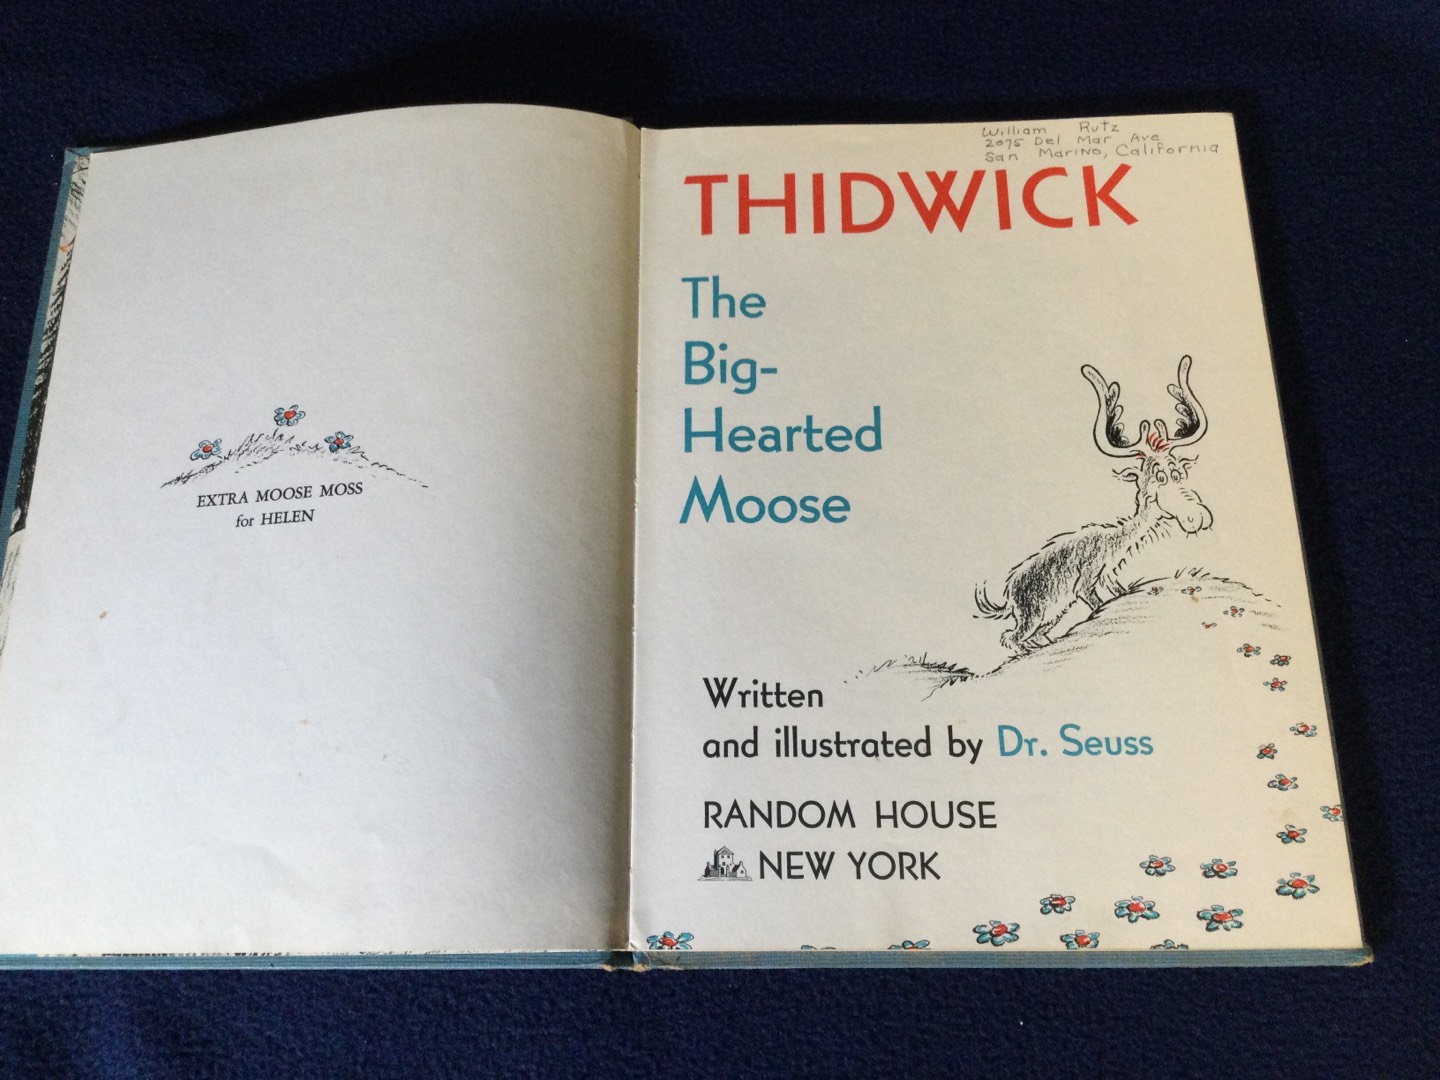 EXTRA MOOSE MOSS
for HELEN
William Rutz
2075 Del Mar Ave
San Marino, California
THIDWICK
The
Big-
Hearted
Moose
Written
and illustrated by Dr. Seuss
RANDOM HOUSE
NEW YORK